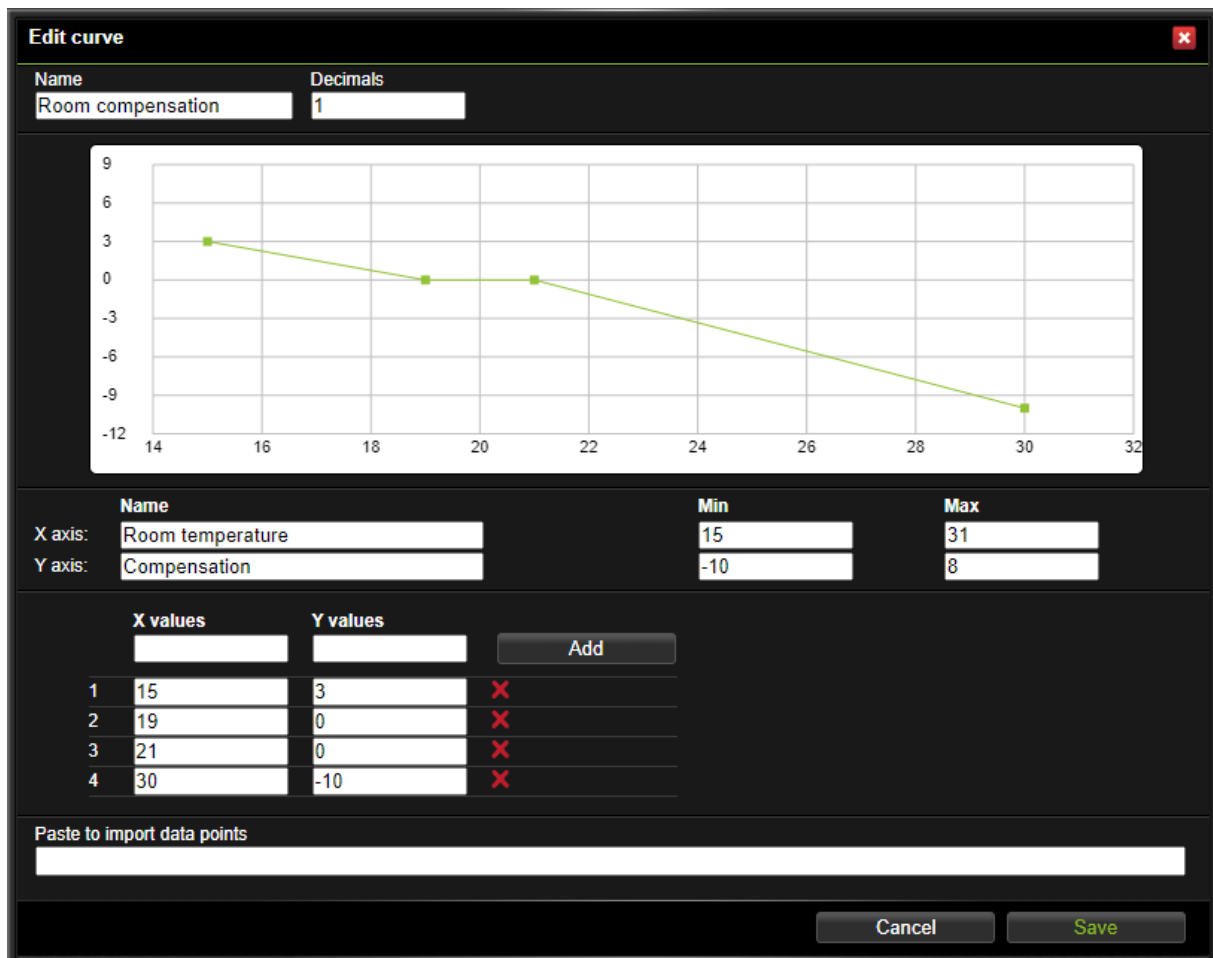 Edit curve
Name Decimals
Room compensation 1
9
6
3
0
-3
-6
-9
-12
14 16 18 20 22 24 26 28 30 32
Name Min Max
X axis: Room temperature 15 31
Y axis: Compensation -10 8
X values Y values
Add
1 15 3
2 19 0
3 21 0
4 30 -10
Paste to import data points
Cancel Save